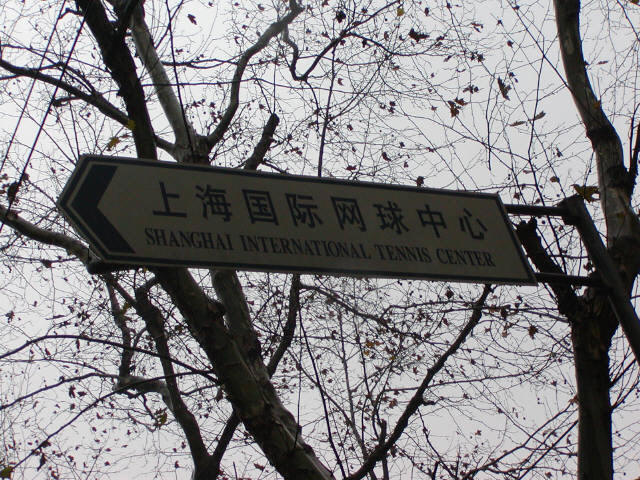 上海国际网球中心
SHANGHAI INTERNATIONAL TENNIS CENTER